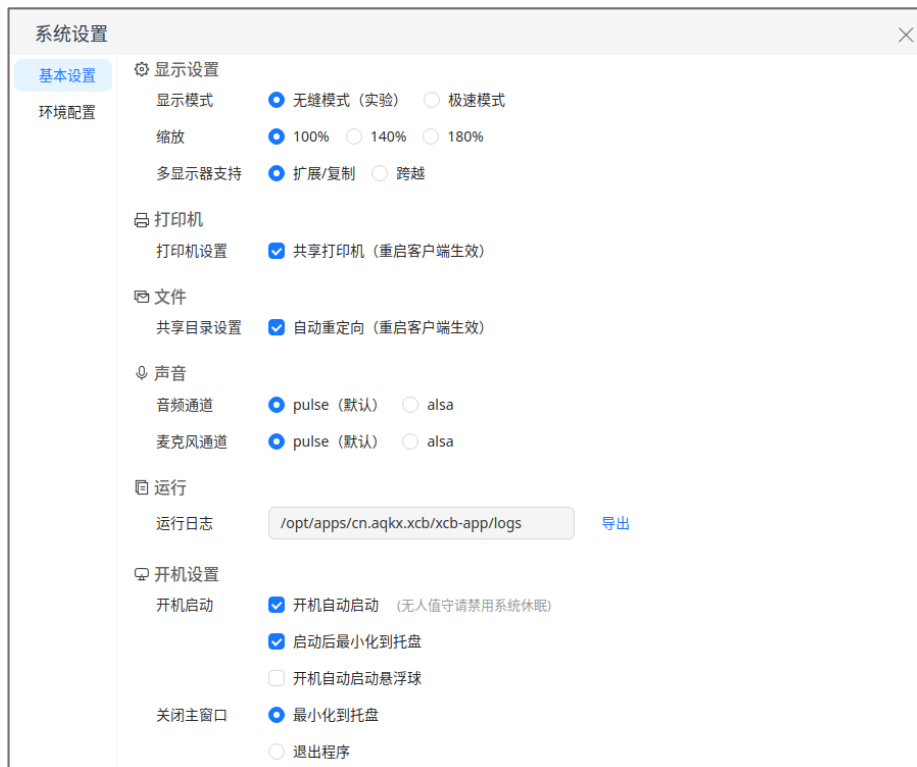 系统设置
基本设置
环境配置
显示设置
显示模式 无缝模式（实验） 极速模式
缩放 100% 140% 180%
多显示器支持 扩展/复制 跨越
打印机
打印机设置 共享打印机（重启客户端生效）
文件
共享目录设置 自动重定向（重启客户端生效）
声音
音频通道 pulse（默认） alsa
麦克风通道 pulse（默认） alsa
运行
运行日志 /opt/apps/cn.aqkx.xcb/xcb-app/logs 导出
开机设置
开机启动 开机自动启动 (无人值守请禁用系统休眠)
启动后最小化到托盘
开机自动启动悬浮球
关闭主窗口 最小化到托盘
退出程序